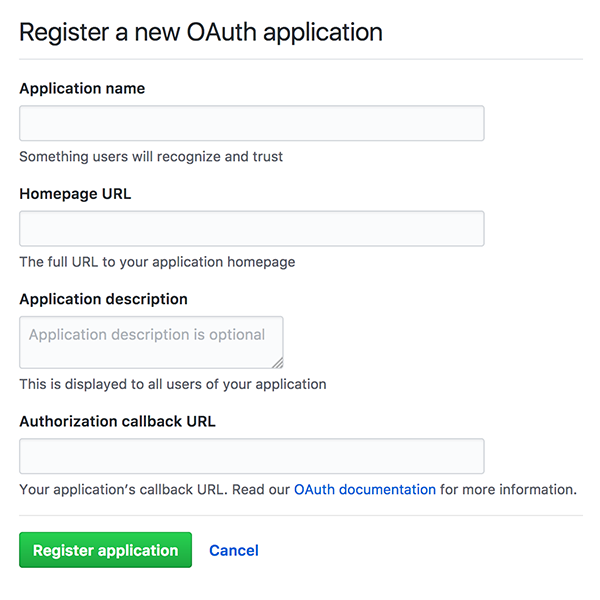 Register a new OAuth application
Application name
Something users will recognize and trust
Homepage URL
The full URL to your application homepage
Application description
Application description is optional
This is displayed to all users of your application
Authorization callback URL
Your application’s callback URL. Read our OAuth documentation for more information.
Register application Cancel